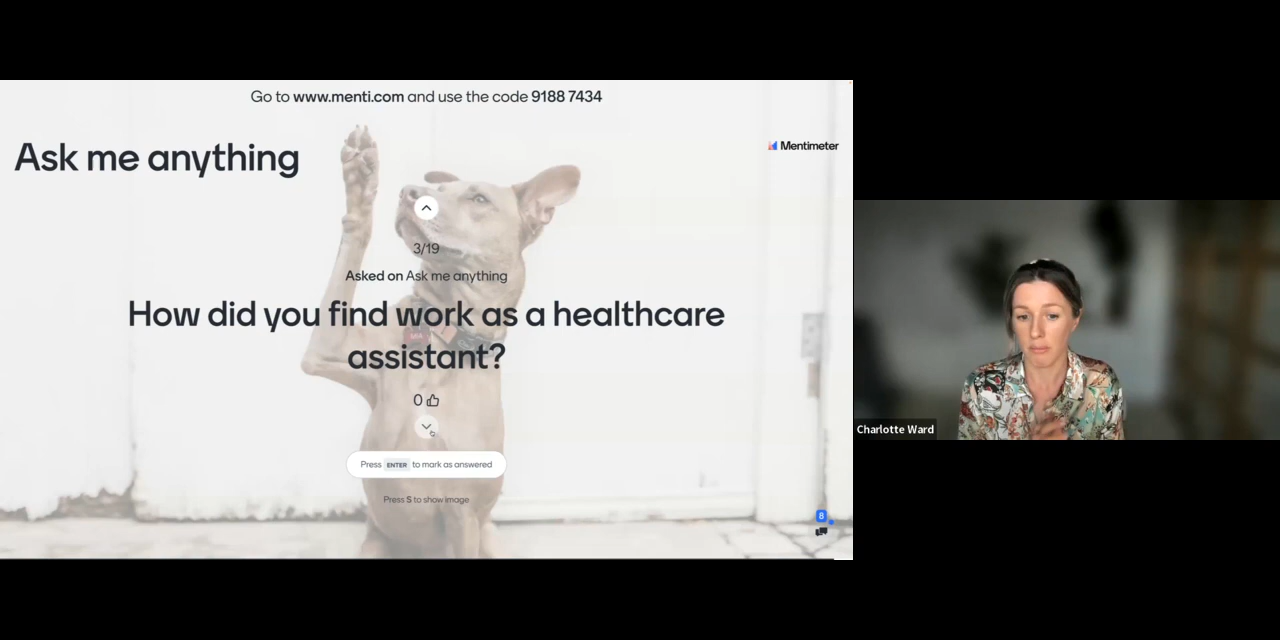 Go to www.menti.com and use the code 9188 7434
Ask me anything
Mentimeter
3/19
Asked on Ask me anything
How did you find work as a healthcare
assistant?
0
Press ENTER to mark as answered
Press S to show image
8
Charlotte Ward